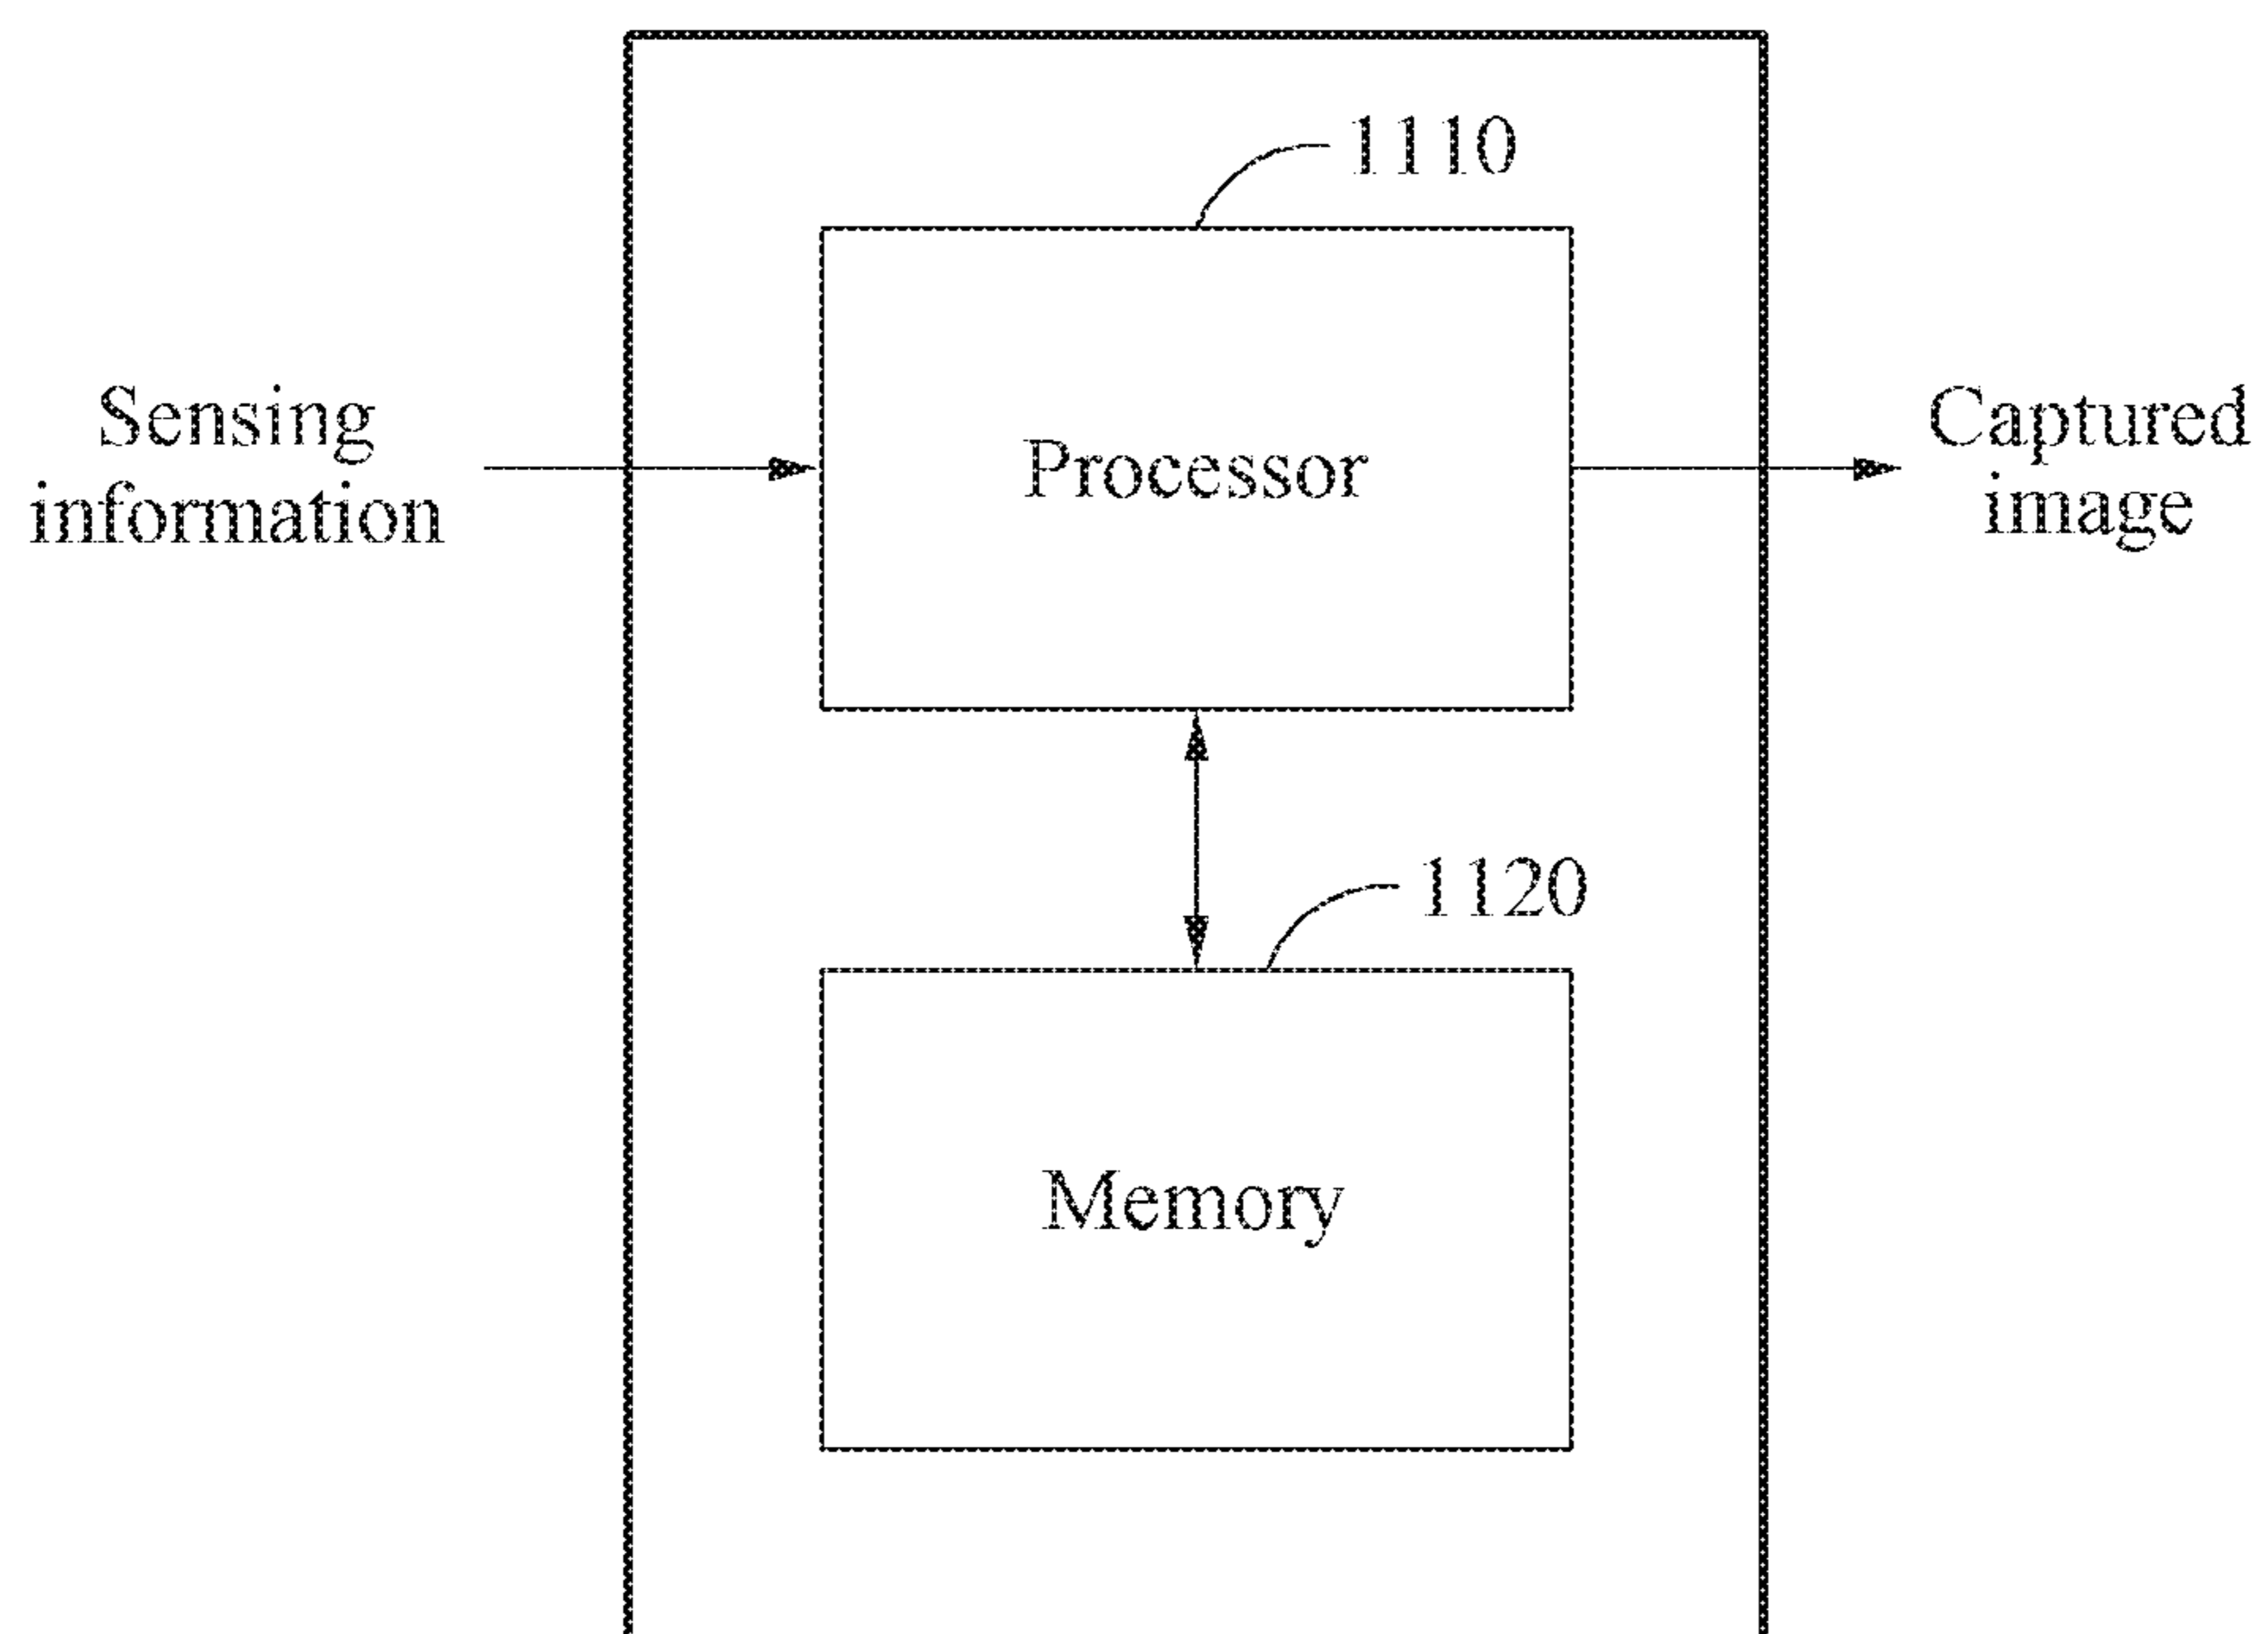 1110
Sensing
information
Processor
Captured
image
1120
Memory